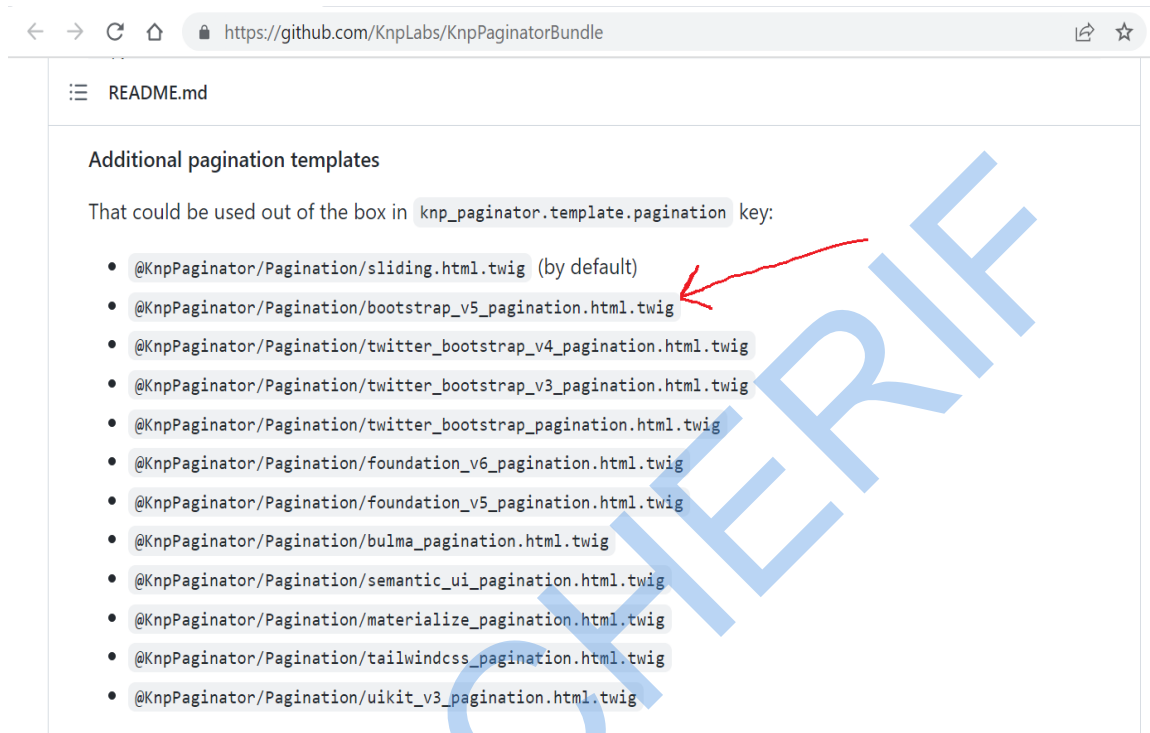 https://github.com/KnpLabs/KnpPaginatorBundle
README.md
Additional pagination templates
That could be used out of the box in knp_paginator.template.pagination key:
@KnpPaginator/Pagination/sliding.html.twig (by default)
@KnpPaginator/Pagination/bootstrap_v5_pagination.html.twig
@KnpPaginator/Pagination/twitter_bootstrap_v4_pagination.html.twig
@KnpPaginator/Pagination/twitter_bootstrap_v3_pagination.html.twig
@KnpPaginator/Pagination/twitter_bootstrap_pagination.html.twig
@KnpPaginator/Pagination/foundation_v6_pagination.html.twig
@KnpPaginator/Pagination/foundation_v5_pagination.html.twig
@KnpPaginator/Pagination/bulma_pagination.html.twig
@KnpPaginator/Pagination/semantic_ui_pagination.html.twig
@KnpPaginator/Pagination/materialize_pagination.html.twig
@KnpPaginator/Pagination/tailwindcss_pagination.html.twig
@KnpPaginator/Pagination/uikit_v3_pagination.html.twig
CHERIF